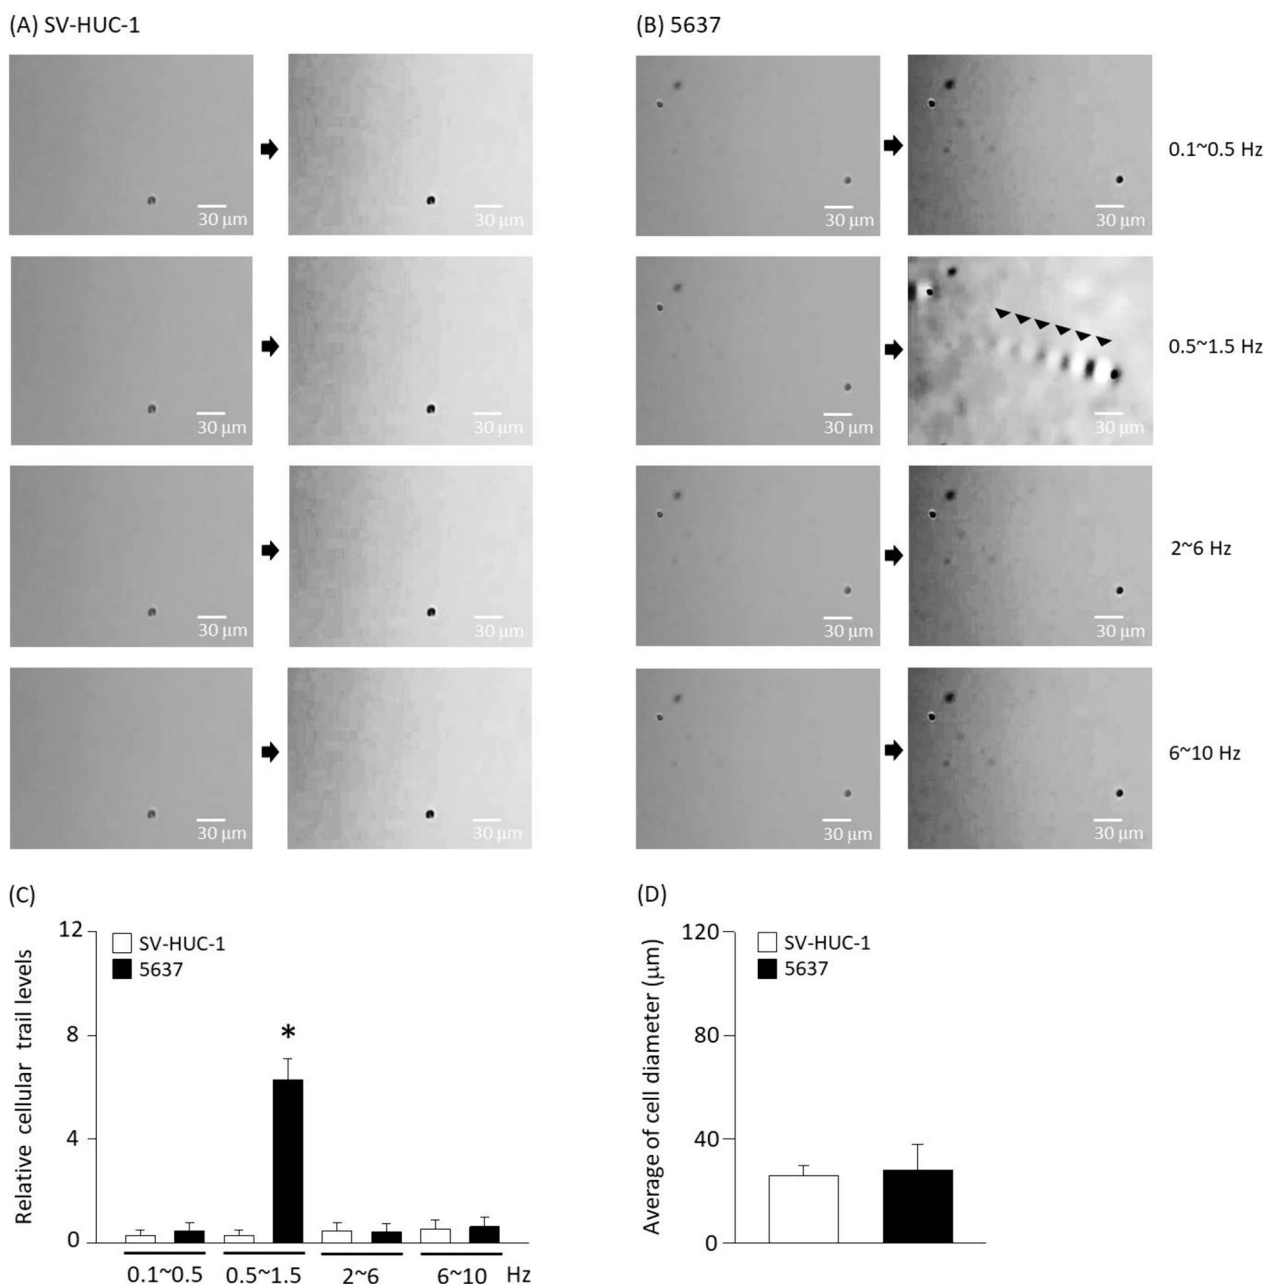 (A) SV-HUC-1
(B) 5637
30 μm
30 μm
30 μm
30 μm
0.1~0.5 Hz
30 μm
30 μm
30 μm
30 μm
0.5~1.5 Hz
30 μm
30 μm
30 μm
30 μm
2~6 Hz
30 μm
30 μm
30 μm
30 μm
6~10 Hz
(C)
Relative cellular trail levels
12
8
4
0
SV-HUC-1
5637
*
0.1~0.5
0.5~1.5
2~6
6~10
Hz
(D)
Average of cell diameter (μm)
120
80
40
0
SV-HUC-1
5637